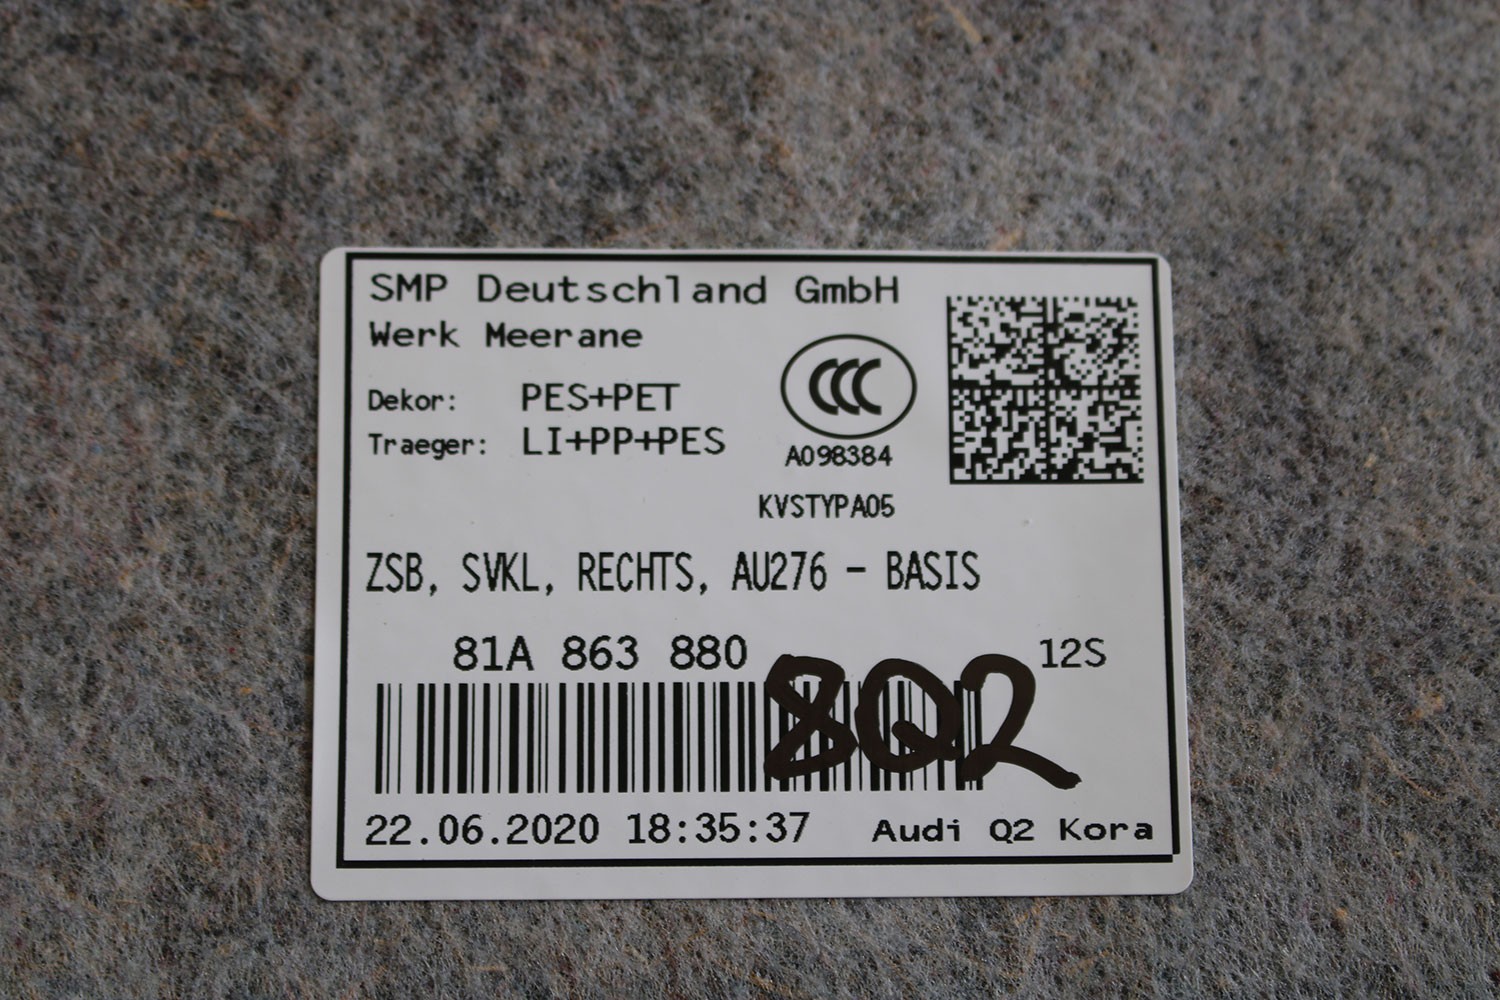 SMP Deutschland GmbH
Werk Meerane
Dekor: PES+PET
Traeger: LI+PP+PES
CCC
A098384
KVSTYPA05
ZSB, SVKL, RECHTS, AU276 - BASIS
81A 863 880 12S
8Q2
22.06.2020 18:35:37 Audi Q2 Kora